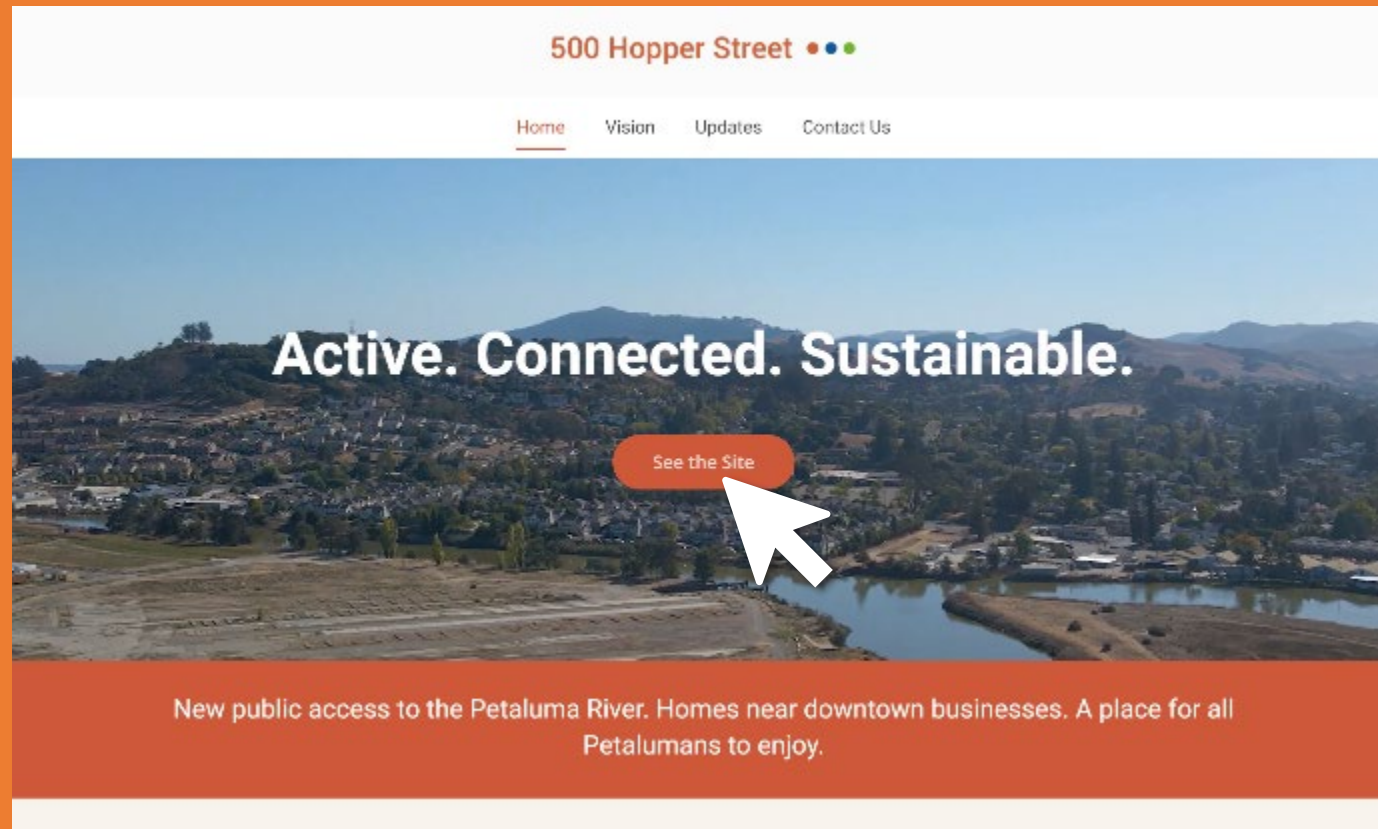 500 Hopper Street
Home Vision Updates Contact Us
Active. Connected. Sustainable.
See the Site
New public access to the Petaluma River. Homes near downtown businesses. A place for all
Petalumans to enjoy.